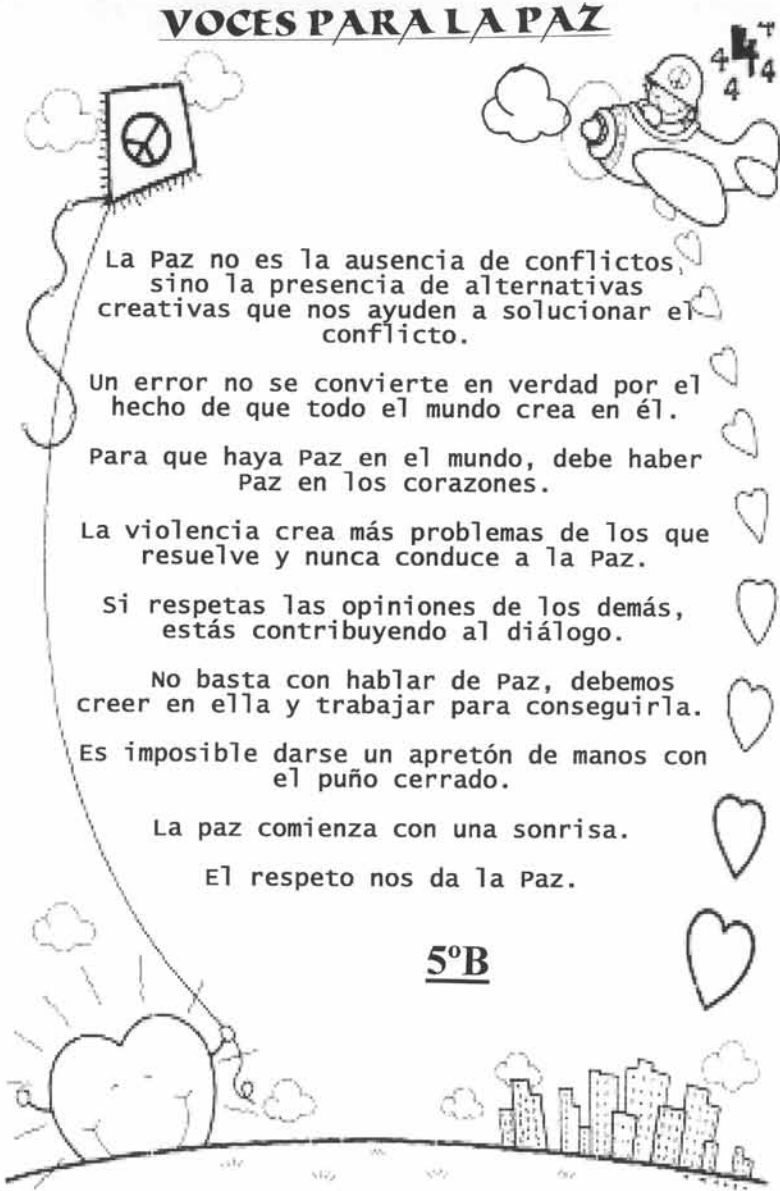 VOCES PARA LA PAZ
4 4 4 4 4
La Paz no es la ausencia de conflictos,
sino la presencia de alternativas
creativas que nos ayuden a solucionar el
conflicto.
Un error no se convierte en verdad por el
hecho de que todo el mundo crea en él.
Para que haya Paz en el mundo, debe haber
Paz en los corazones.
La violencia crea más problemas de los que
resuelve y nunca conduce a la Paz.
Si respetas las opiniones de los demás,
estás contribuyendo al diálogo.
No basta con hablar de Paz, debemos
creer en ella y trabajar para conseguirla.
Es imposible darse un apretón de manos con
el puño cerrado.
La paz comienza con una sonrisa.
El respeto nos da la Paz.
5ºB